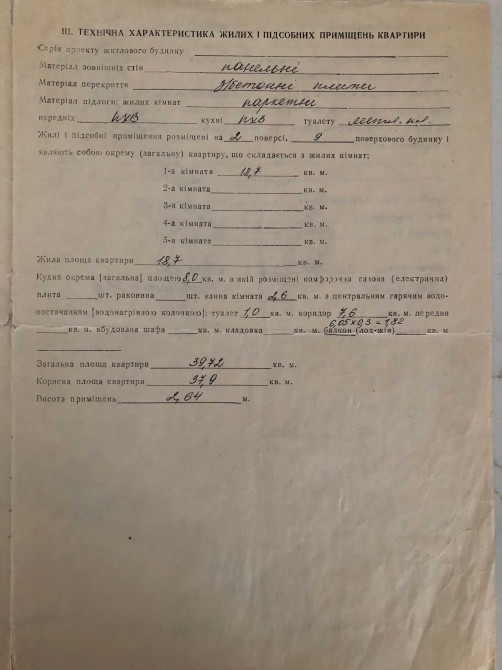 III. ТЕХНІЧНА ХАРАКТЕРИСТИКА ЖИЛИХ І ПІДСОБНИХ ПРИМІЩЕНЬ КВАРТИРИ
Серія проекту житлового будинку
Матеріал зовнішніх стін панельні
Матеріал перекриття плити
Матеріал підлоги: жилих кімнат паркетни
передніх ПХВ кухні ПХВ туалету
Жилі і підсобні приміщення розміщені на 2 поверсі, 9 поверхового будинку і
являють собою окрему (загальну) квартиру, що складається з жилих кімнат:
1-а кімната 18,7 кв. м.
2-а кімната кв. м.
3-я кімната кв. м.
4-а кімната кв. м.
5-а кімната кв. м.
Жила площа квартири 18,7 кв. м.
Кухня окрема [загальна] площею 8,0 кв. м. в якій розміщені комфорочна газова (електрична)
плита шт. раковина шт. ванна кімната 2,6 кв. м. з центральним гарячим водо-
постачанням [водонагрівною колонкою]; туалет 1,0 кв. м. коридор 7,6 кв. м. передня
6,05х0,3 = 1,82
кв. м. вбудована шафа кв. м. кладовка кв. м. балкон (лод-жія) кв. м
Загальна площа квартири 39,72 кв. м.
Корисна площа квартири 37,9 кв. м.
Висота приміщень 2,64 м.